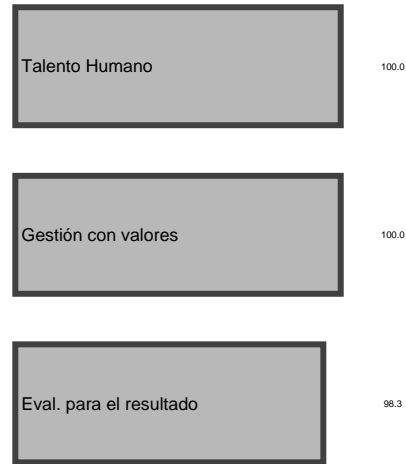 Talento Humano 100.0
Gestión con valores 100.0
Eval. para el resultado 98.3